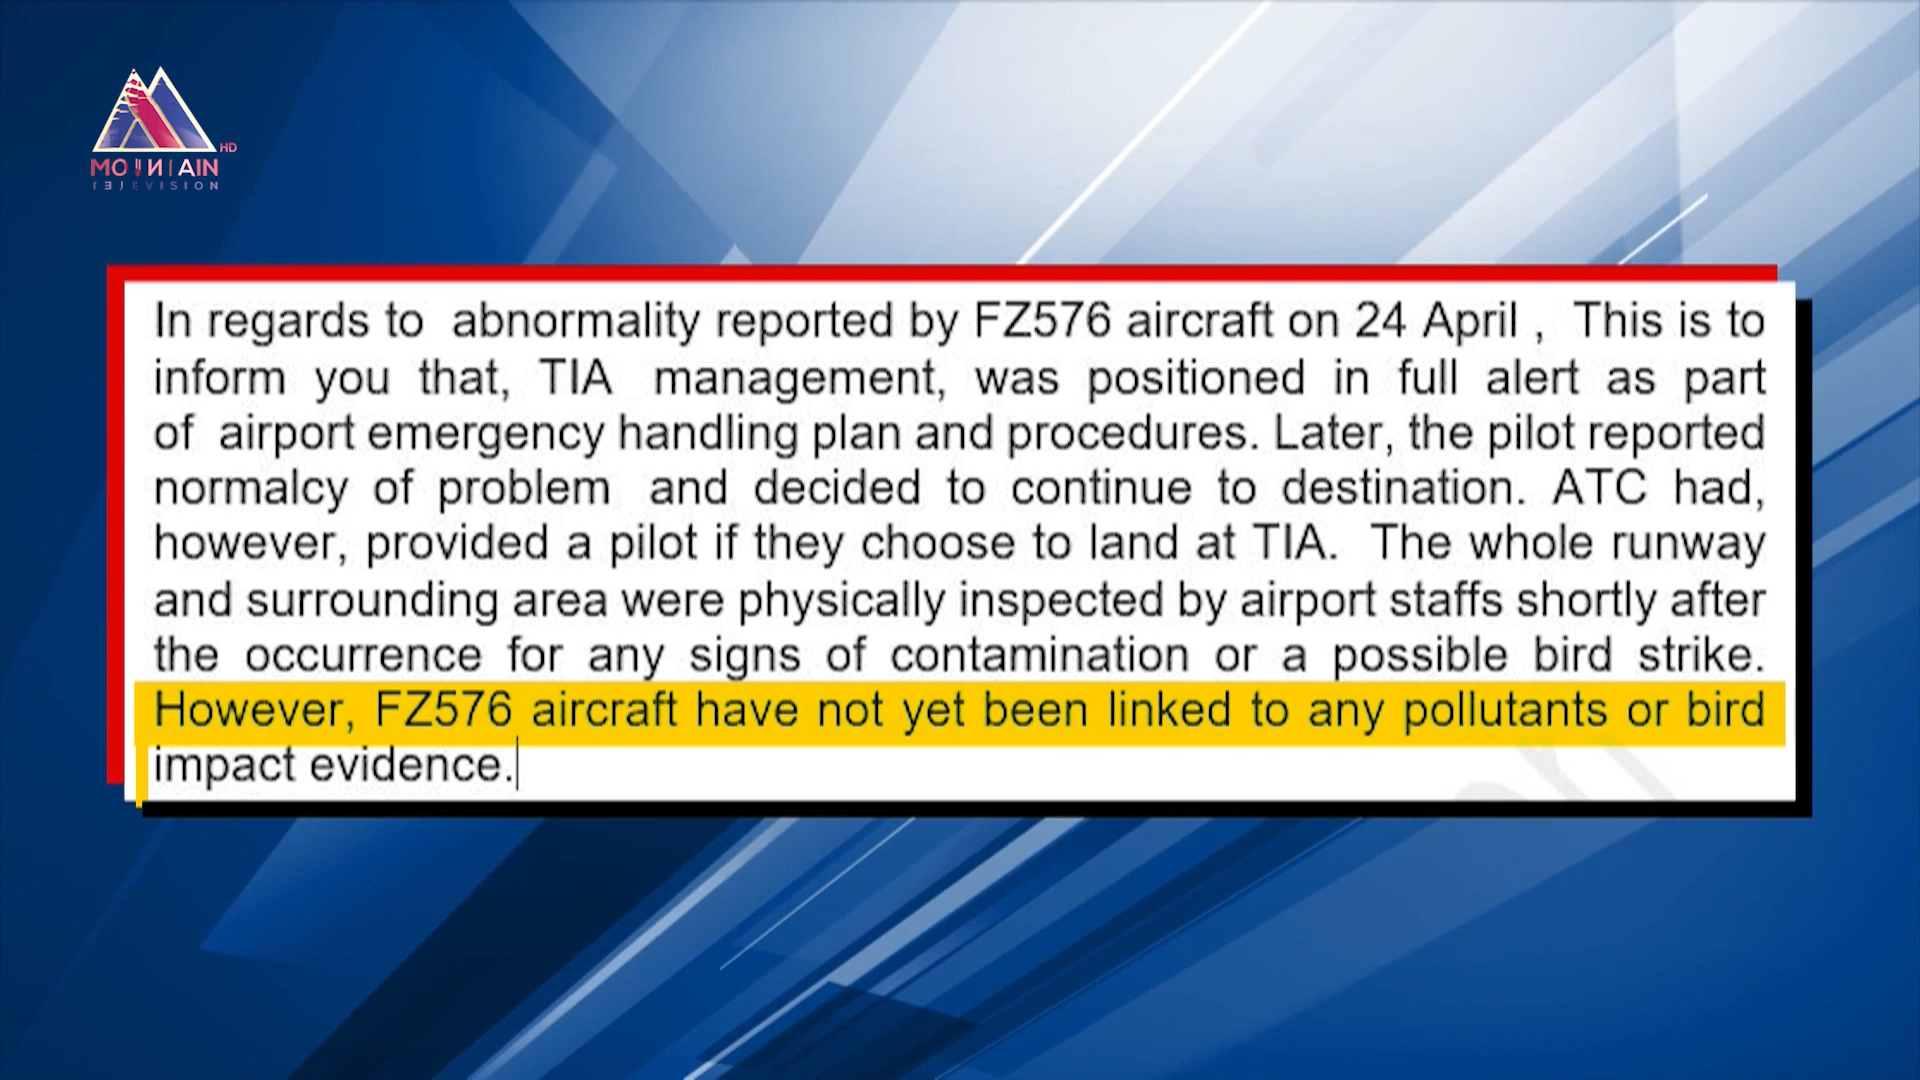 HD
MOUNTAIN
TELEVISION
In regards to abnormality reported by FZ576 aircraft on 24 April , This is to
inform you that, TIA management, was positioned in full alert as part
of airport emergency handling plan and procedures. Later, the pilot reported
normalcy of problem and decided to continue to destination. ATC had,
however, provided a pilot if they choose to land at TIA. The whole runway
and surrounding area were physically inspected by airport staffs shortly after
the occurrence for any signs of contamination or a possible bird strike.
However, FZ576 aircraft have not yet been linked to any pollutants or bird
impact evidence.